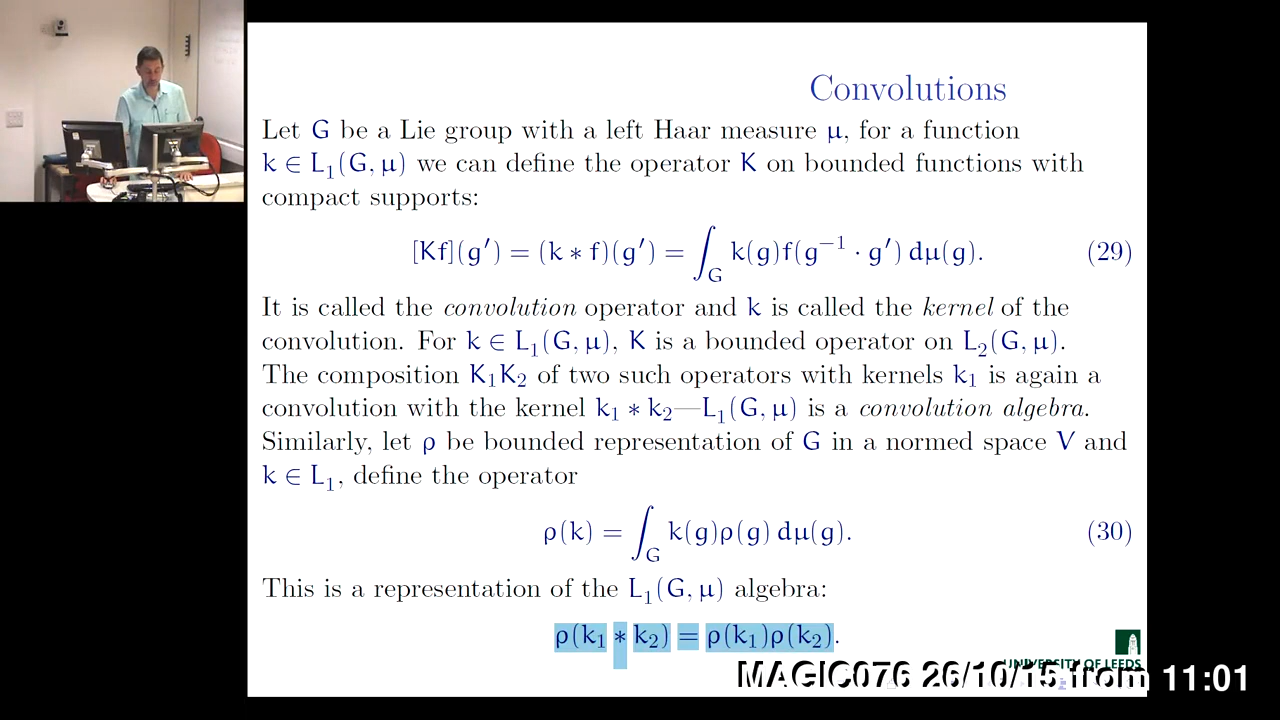 Convolutions
Let G be a Lie group with a left Haar measure μ, for a function
k ∈ L₁(G, μ) we can define the operator K on bounded functions with
compact supports:
[Kf](g′) = (k ∗ f)(g′) = ∫_G k(g)f(g⁻¹ · g′) dμ(g). (29)
It is called the convolution operator and k is called the kernel of the
convolution. For k ∈ L₁(G, μ), K is a bounded operator on L₂(G, μ).
The composition K₁K₂ of two such operators with kernels k₁ is again a
convolution with the kernel k₁ ∗ k₂—L₁(G, μ) is a convolution algebra.
Similarly, let ρ be bounded representation of G in a normed space V and
k ∈ L₁, define the operator
ρ(k) = ∫_G k(g)ρ(g) dμ(g). (30)
This is a representation of the L₁(G, μ) algebra:
ρ(k₁ ∗ k₂) = ρ(k₁)ρ(k₂).
UNIVERSITY OF LEEDS
MAGIC076 26/10/15 from 11:01